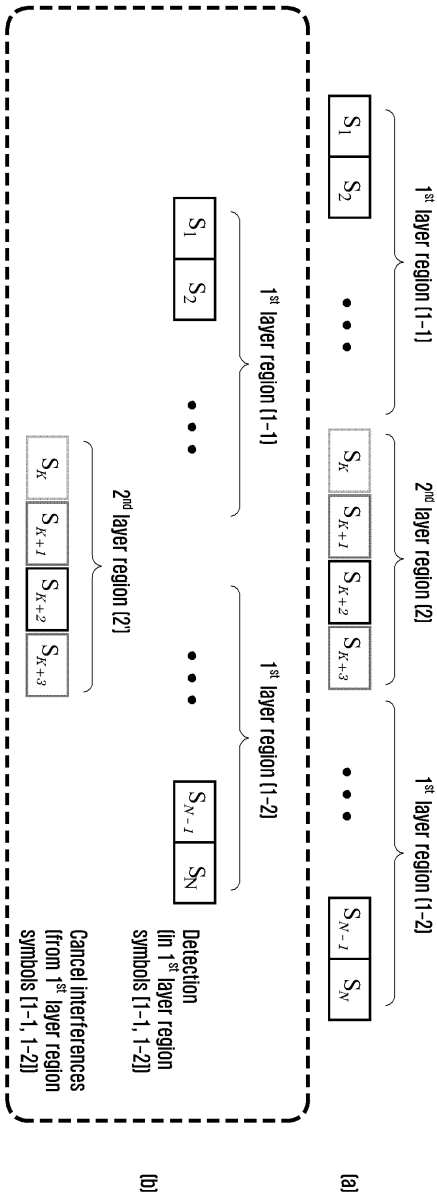 1st layer region (1-1)
2nd layer region (2)
1st layer region (1-2)
S1 S2 ••• SK SK+1 SK+2 SK+3 ••• SN-1 SN
(a)
1st layer region (1-1)
1st layer region (1-2)
S1 S2 ••• ••• SN-1 SN
Detection
(in 1st layer region
symbols [1-1, 1-2])
2nd layer region (2')
SK SK+1 SK+2 SK+3
Cancel interferences
(from 1st layer region
symbols [1-1, 1-2])
(b)